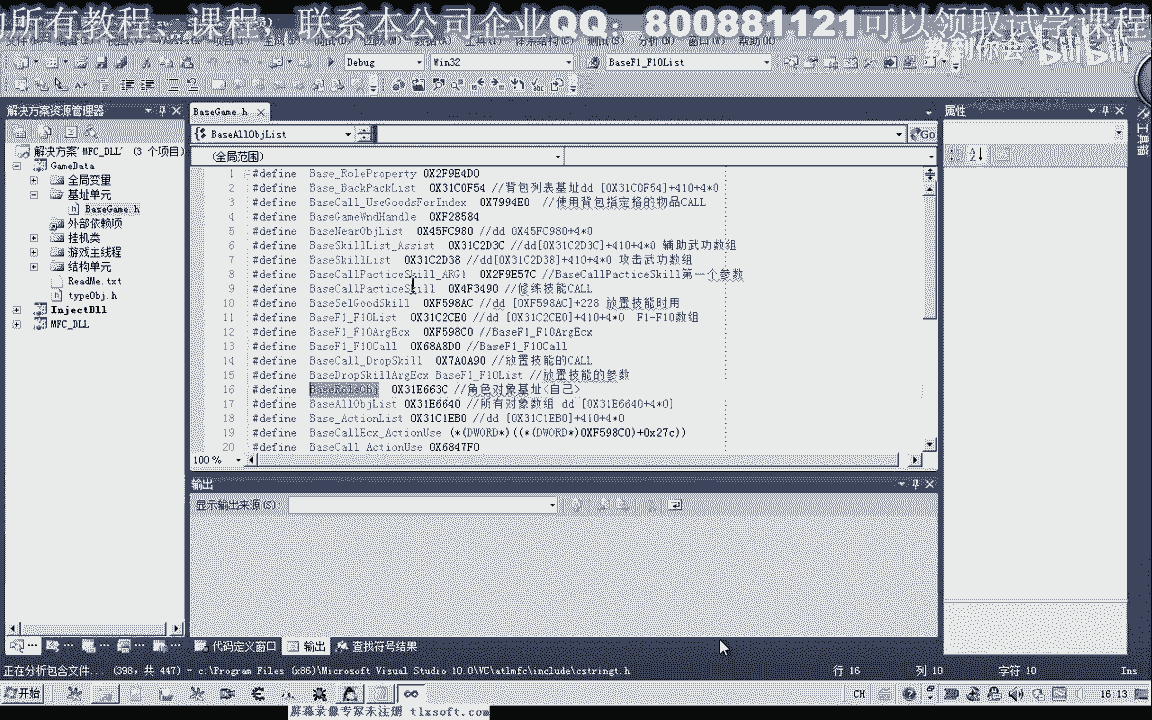 所有教程、课程，联系本公司企业QQ：800881121可以领取试学课程
教到你会 bilibili
Debug Win32 BaseF1_F10List
解决方案资源管理器
BaseGame.h
属性
工具箱
BaseAllObjList
Go
(全局范围)
解决方案"MFC_DLL" (3 个项目)
GameData
全局变量
基址单元
BaseGame.h
外部依赖项
挂机类
游戏主线程
结构单元
ReadMe.txt
typeObj.h
InjectDll
MFC_DLL
1 #define Base_RoleProperty 0X2F9E4D0
2 #define Base_BackPackList 0X31C0F54 //背包列表基址dd [0X31C0F54]+410+4*0
3 #define BaseCall_UseGoodsForIndex 0X7994E0 //使用背包指定格的物品CALL
4 #define BaseGameWndHandle 0XF28584
5 #define BaseNearObjList 0X45FC980 //dd 0X45FC980+4*0
6 #define BaseSkillList_Assist 0X31C2D3C //dd[0X31C2D3C]+410+4*0 辅助武功数组
7 #define BaseSkillList 0X31C2D38 //dd[0X31C2D38]+410+4*0 攻击武功数组
8 #define BaseCallPacticeSkill_ARG1 0X2F9E57C //BaseCallPacticeSkill第一个参数
9 #define BaseCallPacticeSkill 0X4F3490 //修练技能CALL
10 #define BaseSelGoodSkill 0XF598AC //dd [0XF598AC]+228 放置技能时用
11 #define BaseF1_F10List 0X31C2CE0 //dd [0X31C2CE0]+410+4*0 F1-F10数组
12 #define BaseF1_F10ArgEcx 0XF598C0 //BaseF1_F10ArgEcx
13 #define BaseF1_F10Call 0X68A8D0 //BaseF1_F10Call
14 #define BaseCall_DropSkill 0X7A0A90 //放置技能的CALL
15 #define BaseDropSkillArgEcx BaseF1_F10List //放置技能的参数
16 #define BaseRoleObj 0X31E663C //角色对象基址<自己>
17 #define BaseAllObjList 0X31E6640 //所有对象数组 dd [0X31E6640+4*0]
18 #define Base_ActionList 0X31C1EB0 //dd [0X31C1EB0]+410+4*0
19 #define BaseCallEcx_ActionUse (*(DWORD*)((*(DWORD*)0XF598C0)+0x27c))
20 #define BaseCall_ActionUse 0X6847F0
100 %
输出
显示输出来源(S):
代码定义窗口 输出 查找符号结果
正在分析包含文件... (398，共 447) - c:\Program Files (x86)\Microsoft Visual Studio 10.0\VC\atlmfc\include\cstringt.h 行 16 列 10 字符 10 Ins
开始 CH 16:13
屏幕录像专家未注册 tlxsoft.com